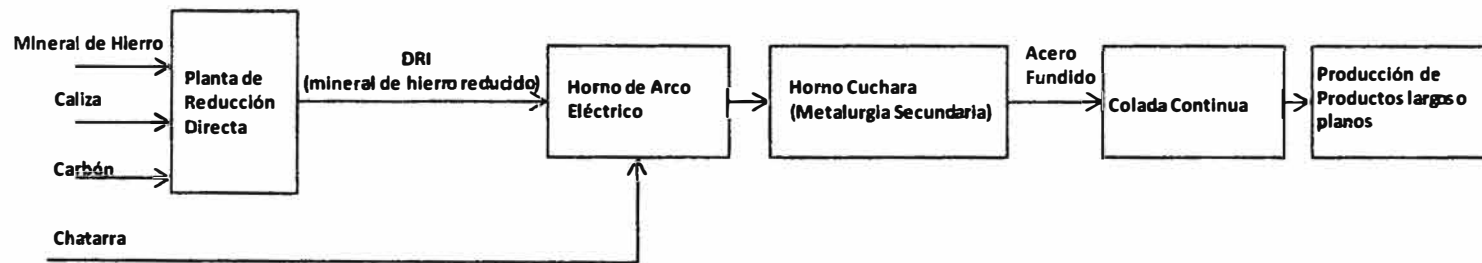 Mineral de Hierro
Caliza
Carbón
Chatarra
Planta de
Reducción
Directa
DRI
(mineral de hierro reducido)
Horno de Arco
Eléctrico
Horno Cuchara
(Metalurgia Secundaria)
Acero
Fundido
Colada Continua
Producción de
Productos largos o
planos